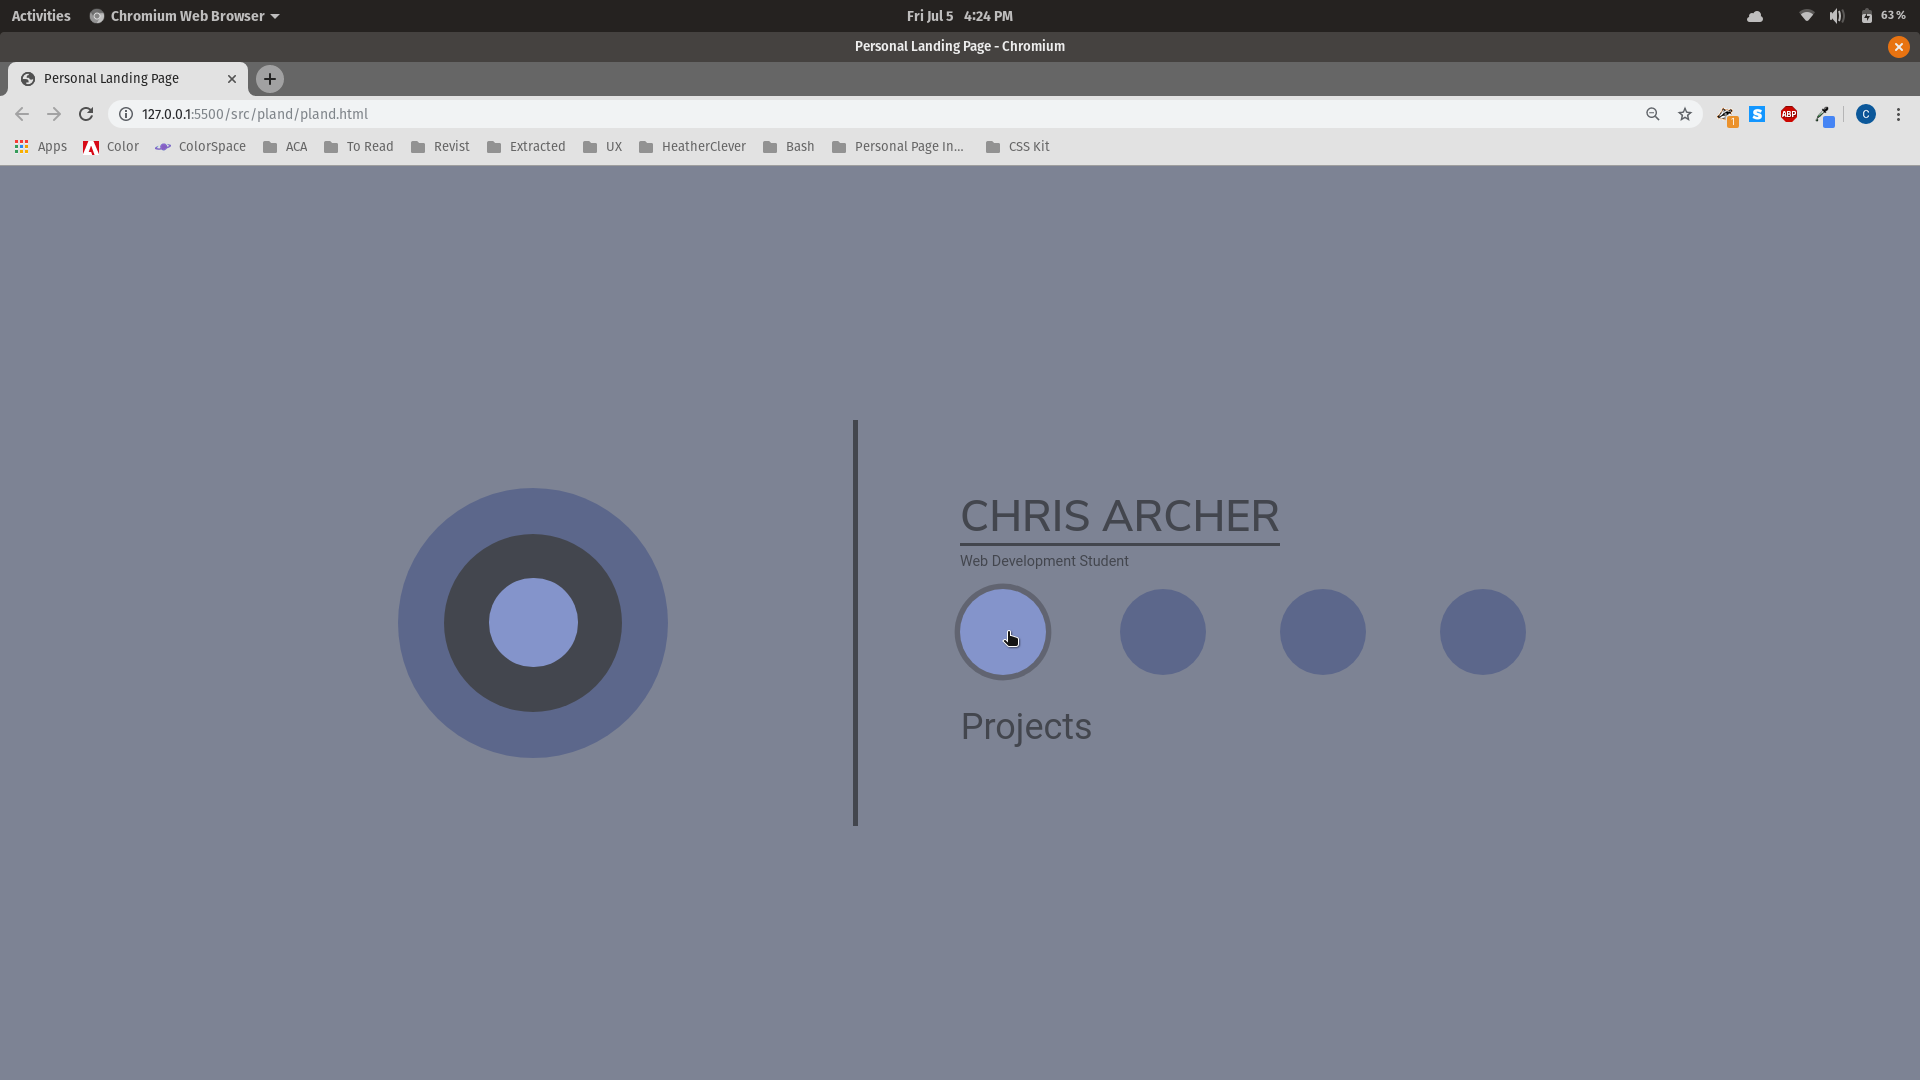 Activities Chromium Web Browser Fri Jul 5 4:24 PM 63 %
Personal Landing Page - Chromium
Personal Landing Page
127.0.0.1:5500/src/pland/pland.html 1 S ABP C
Apps Color ColorSpace ACA To Read Revist Extracted UX HeatherClever Bash Personal Page In... CSS Kit
CHRIS ARCHER
Web Development Student
Projects